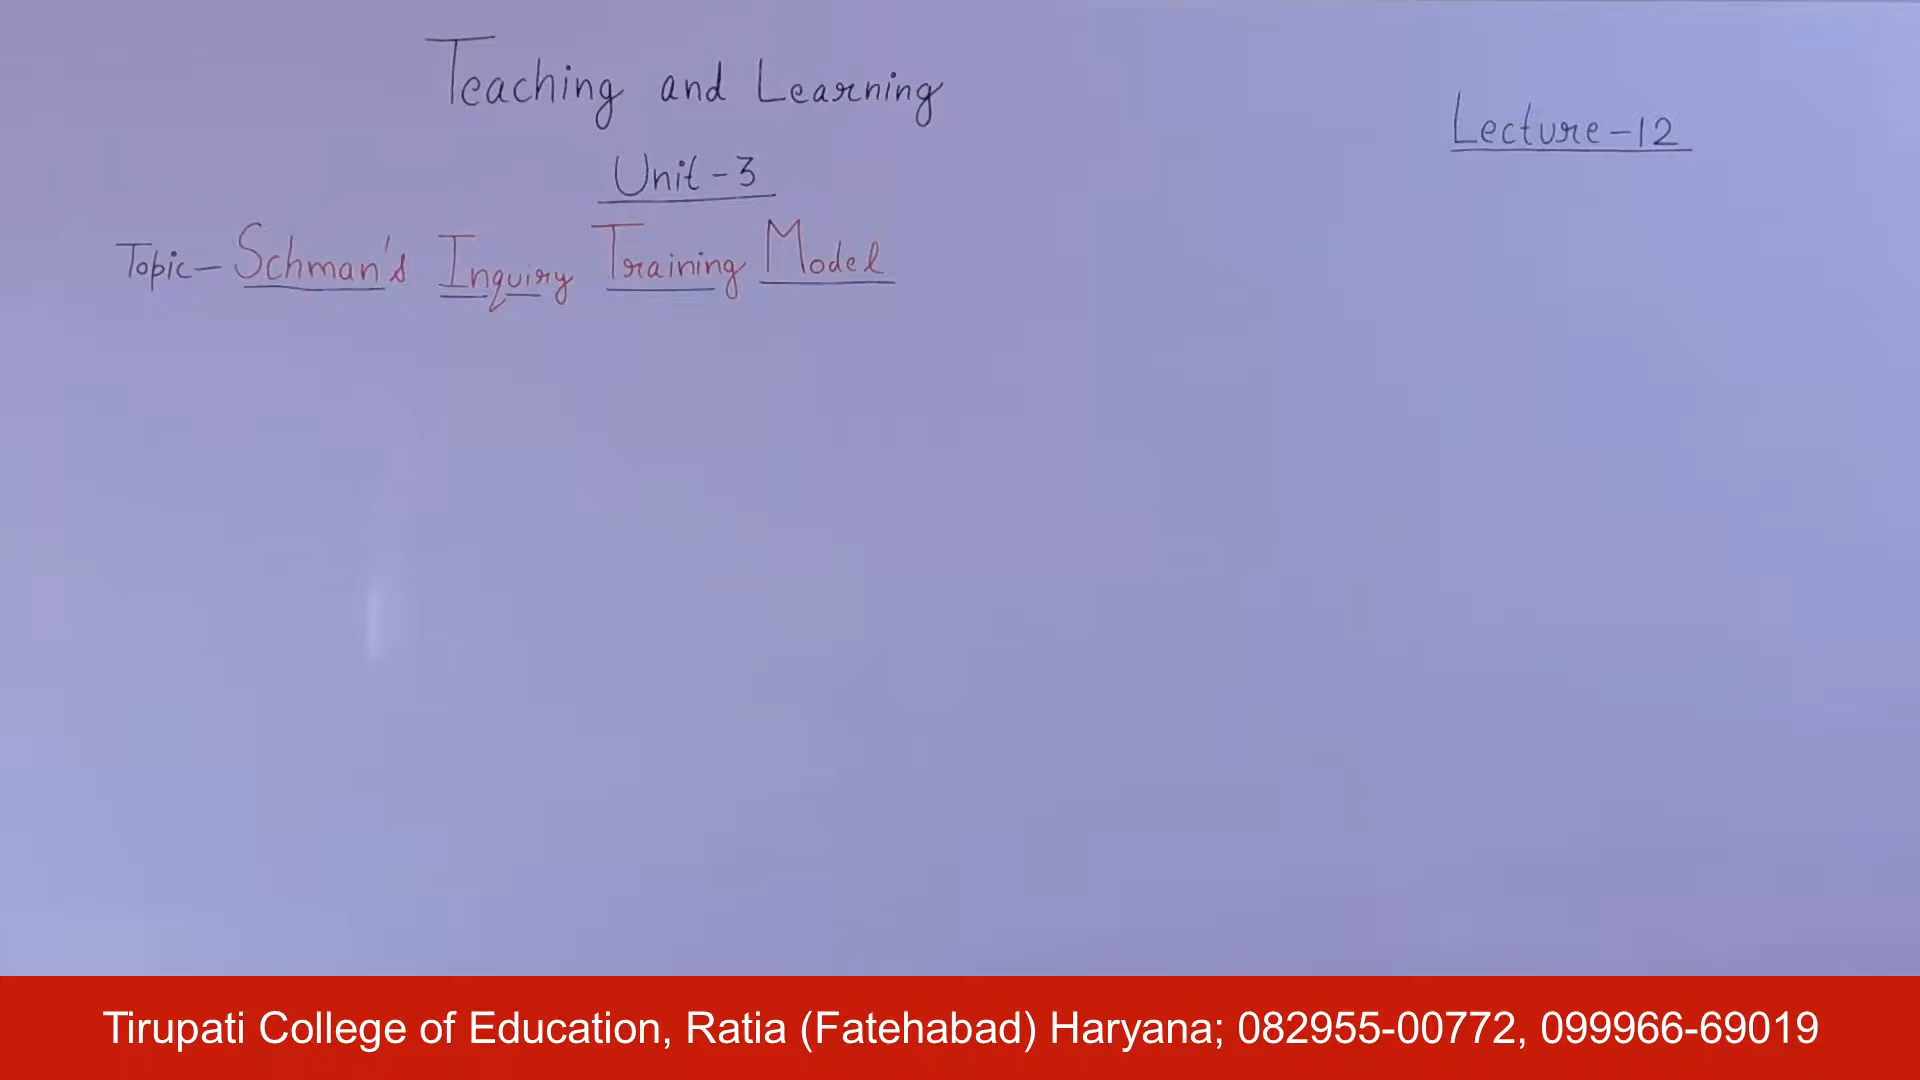 Teaching and Learning
Lecture-12
Unit-3
Topic- Schman's Inquiry Training Model
Tirupati College of Education, Ratia (Fatehabad) Haryana; 082955-00772, 099966-69019